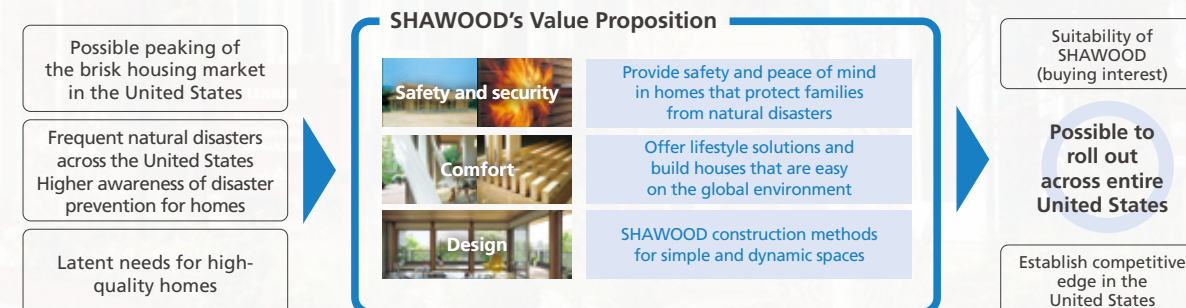 Possible peaking of
the brisk housing market
in the United States
Frequent natural disasters
across the United States
Higher awareness of disaster
prevention for homes
Latent needs for high-
quality homes
SHAWOOD's Value Proposition
Safety and security
Provide safety and peace of mind
in homes that protect families
from natural disasters
Comfort
Offer lifestyle solutions and
build houses that are easy
on the global environment
Design
SHAWOOD construction methods
for simple and dynamic spaces
Suitability of
SHAWOOD
(buying interest)
Possible to
roll out
across entire
United States
Establish competitive
edge in the
United States